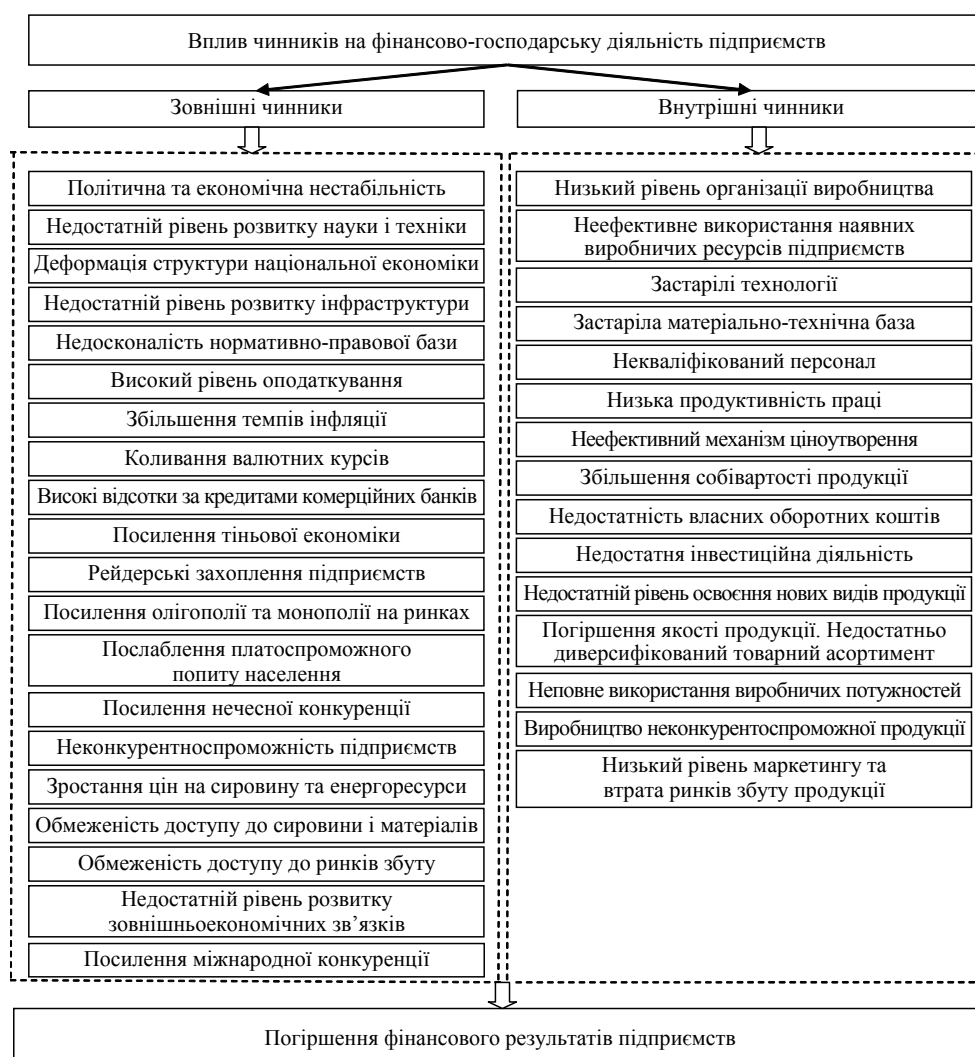 Вплив чинників на фінансово-господарську діяльність підприємств
Зовнішні чинники
Політична та економічна нестабільність
Недостатній рівень розвитку науки і техніки
Деформація структури національної економіки
Недостатній рівень розвитку інфраструктури
Недосконалість нормативно-правової бази
Високий рівень оподаткування
Збільшення темпів інфляції
Коливання валютних курсів
Високі відсотки за кредитами комерційних банків
Посилення тіньової економіки
Рейдерські захоплення підприємств
Посилення олігополії та монополії на ринках
Послаблення платоспроможного
попиту населення
Посилення нечесної конкуренції
Неконкурентноспроможність підприємств
Зростання цін на сировину та енергоресурси
Обмеженість доступу до сировини і матеріалів
Обмеженість доступу до ринків збуту
Недостатній рівень розвитку
зовнішньоекономічних зв’язків
Посилення міжнародної конкуренції
Внутрішні чинники
Низький рівень організації виробництва
Неефективне використання наявних
виробничих ресурсів підприємств
Застарілі технології
Застаріла матеріально-технічна база
Некваліфікований персонал
Низька продуктивність праці
Неефективний механізм ціноутворення
Збільшення собівартості продукції
Недостатність власних оборотних коштів
Недостатня інвестиційна діяльність
Недостатній рівень освоєння нових видів продукції
Погіршення якості продукції. Недостатньо
диверсифікований товарний асортимент
Неповне використання виробничих потужностей
Виробництво неконкурентоспроможної продукції
Низький рівень маркетингу та
втрата ринків збуту продукції
Погіршення фінансового результатів підприємств